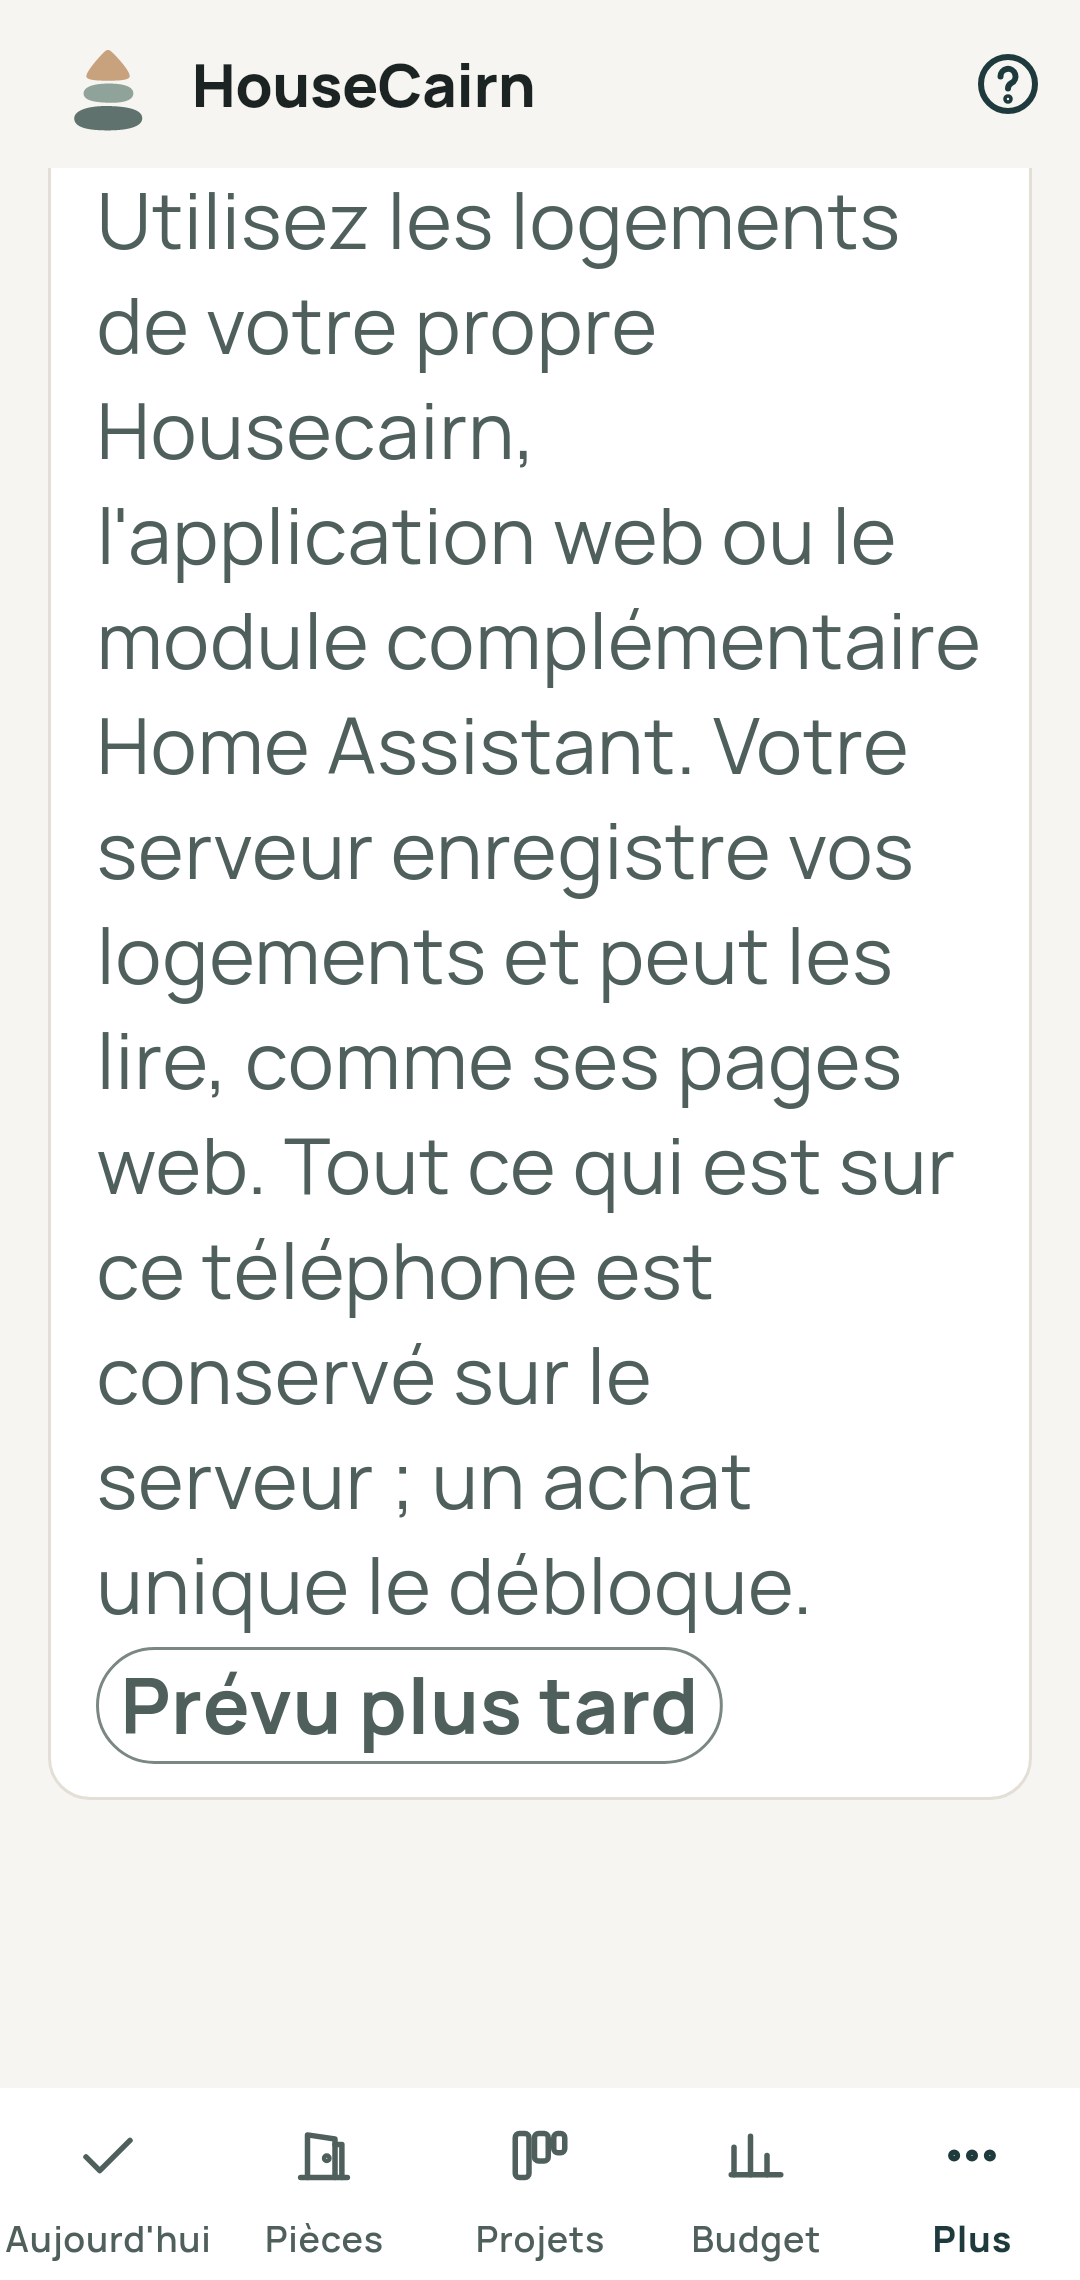 HouseCairn
Utilisez les logements
de votre propre
Housecairn,
l'application web ou le
module complémentaire
Home Assistant. Votre
serveur enregistre vos
logements et peut les
lire, comme ses pages
web. Tout ce qui est sur
ce téléphone est
conservé sur le
serveur ; un achat
unique le débloque.
Prévu plus tard
Aujourd'hui
Pièces
Projets
Budget
Plus